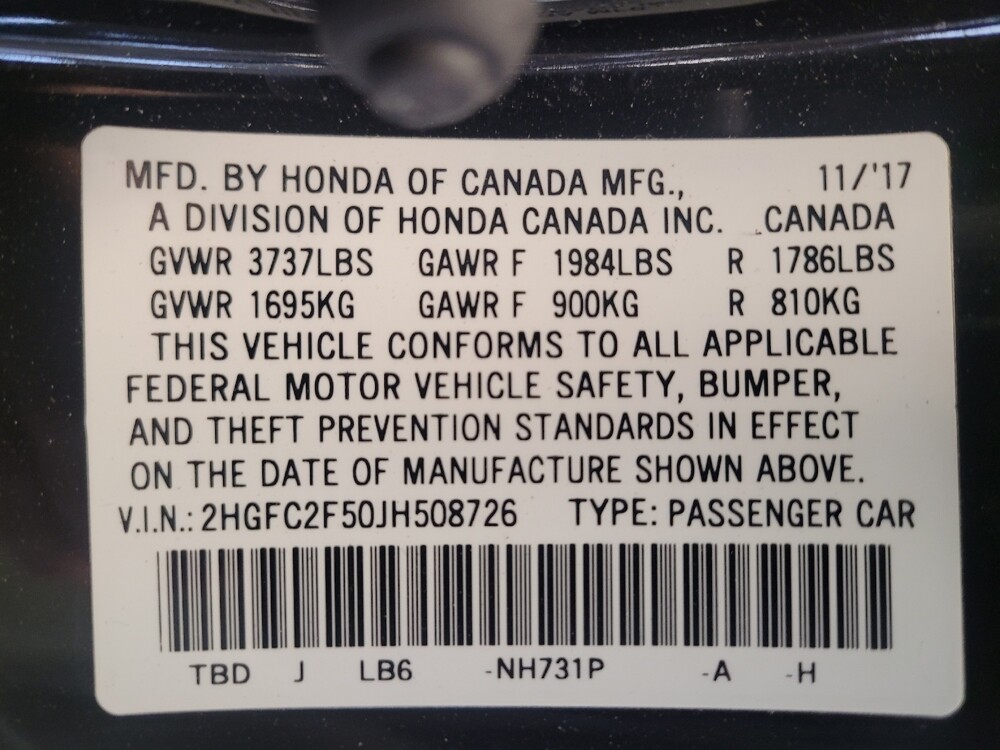 MFD. BY HONDA OF CANADA MFG., 11/'17
A DIVISION OF HONDA CANADA INC. CANADA
GVWR 3737LBS GAWR F 1984LBS R 1786LBS
GVWR 1695KG GAWR F 900KG R 810KG
THIS VEHICLE CONFORMS TO ALL APPLICABLE
FEDERAL MOTOR VEHICLE SAFETY, BUMPER,
AND THEFT PREVENTION STANDARDS IN EFFECT
ON THE DATE OF MANUFACTURE SHOWN ABOVE.
V.I.N.: 2HGFC2F50JH508726 TYPE: PASSENGER CAR
TBD J LB6 -NH731P -A -H